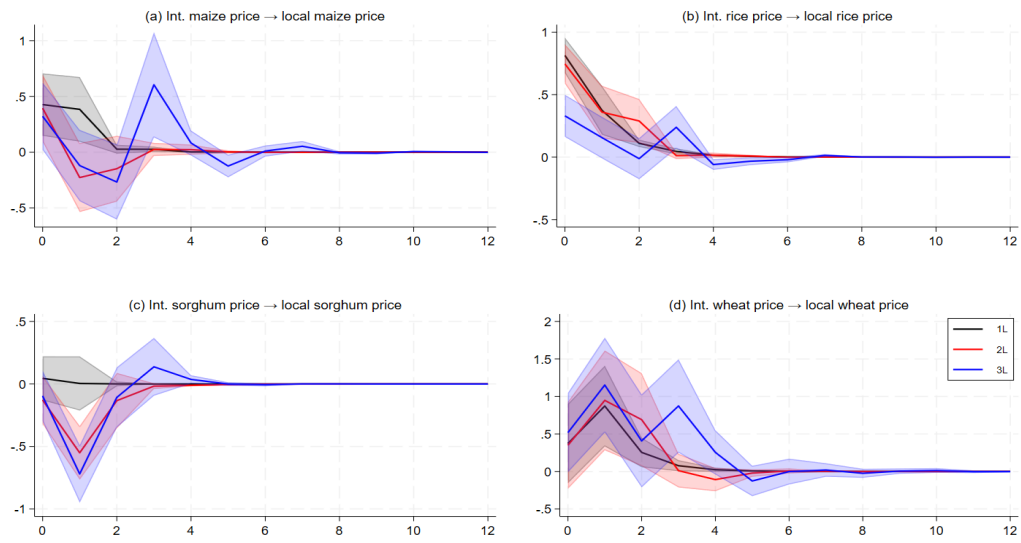 (a) Int. maize price → local maize price
1
.5
0
-.5
0 2 4 6 8 10 12
(b) Int. rice price → local rice price
1
.5
0
-.5
0 2 4 6 8 10 12
(c) Int. sorghum price → local sorghum price
.5
0
-.5
-1
0 2 4 6 8 10 12
(d) Int. wheat price → local wheat price
2
1.5
1
.5
0
-.5
0 2 4 6 8 10 12
1L
2L
3L